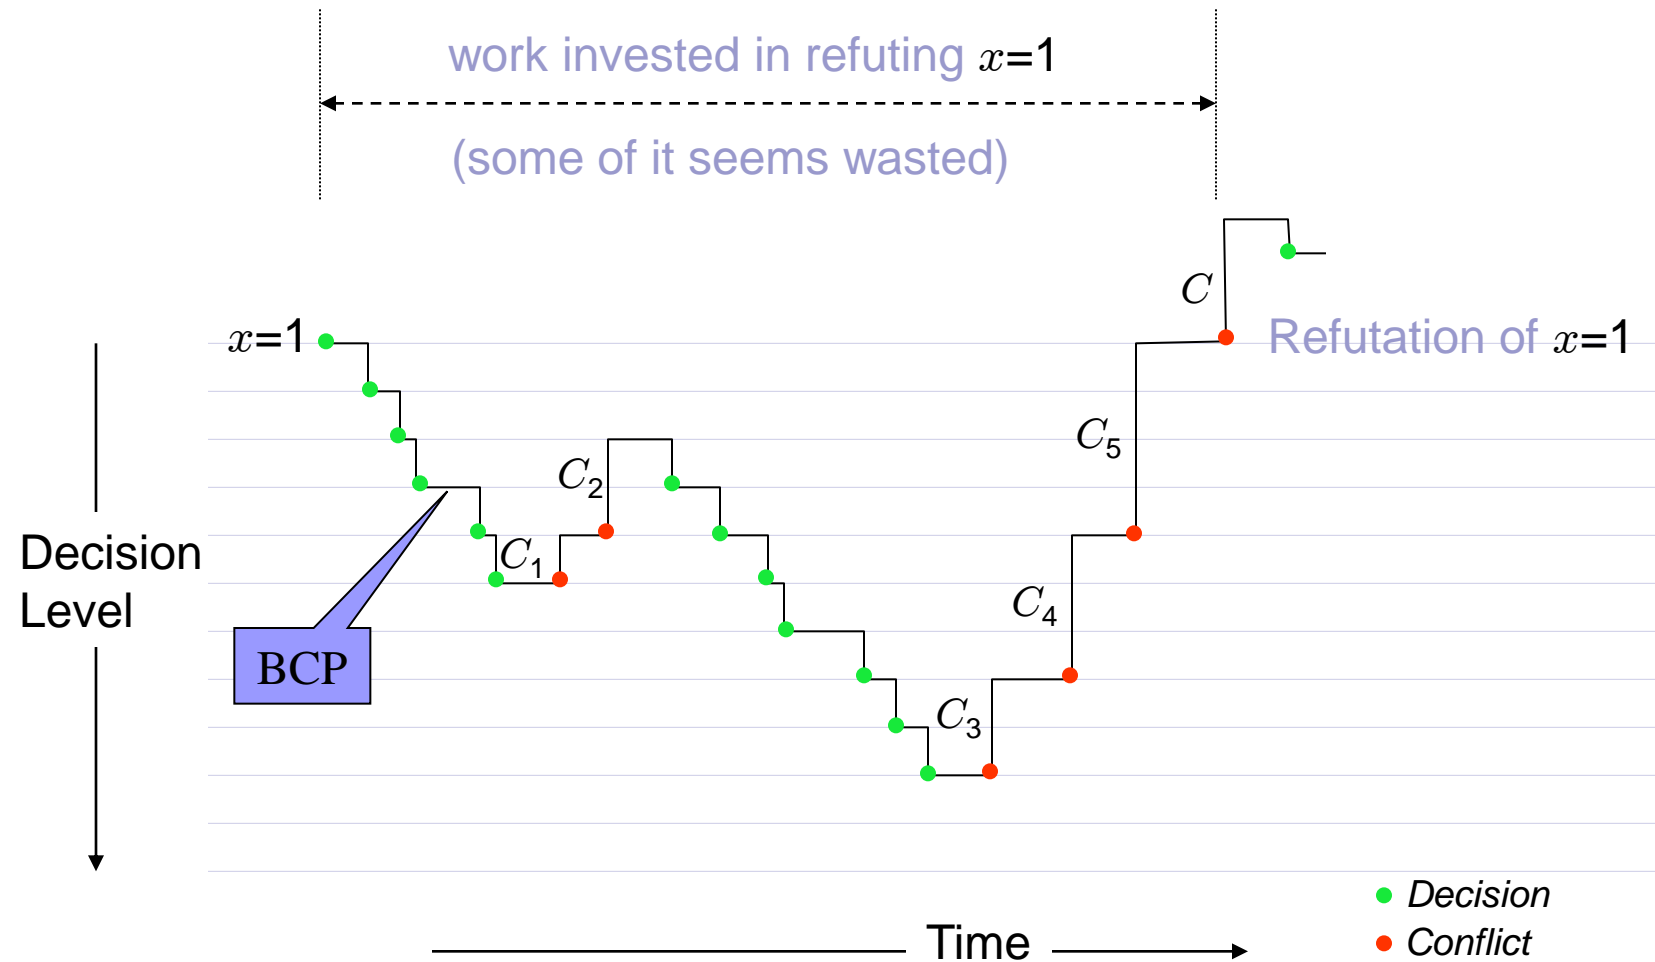 work invested in refuting x=1
(some of it seems wasted)
C
x=1
Refutation of x=1
C5
C2
C1
Decision
Level
C4
BCP
C3
Decision
Time
Conflict